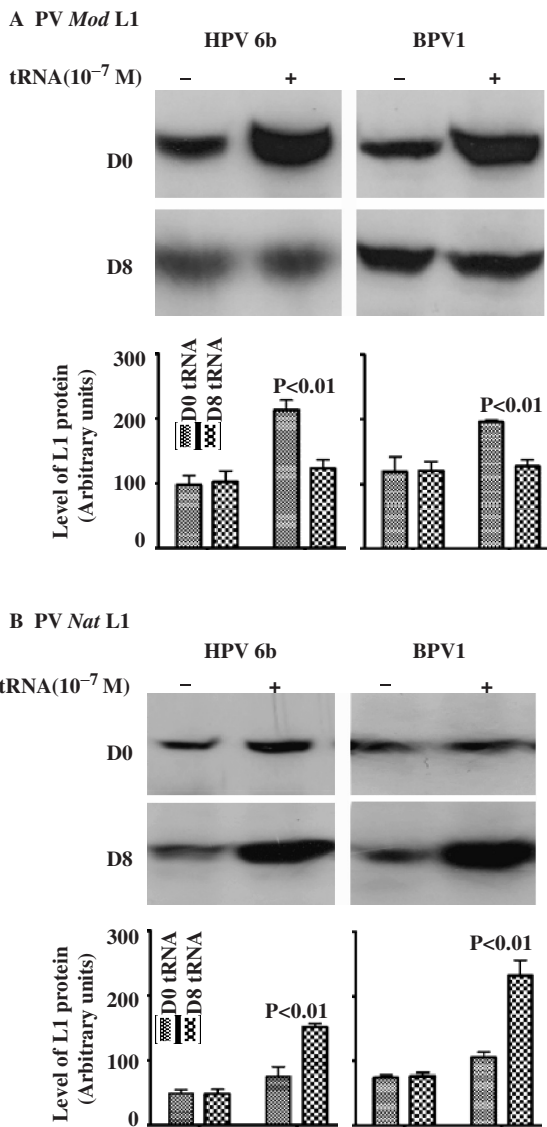 A PV Mod L1
HPV 6b BPV1
tRNA(10⁻⁷ M) − + − +
D0
D8
Level of L1 protein
(Arbitrary units)
300
200
100
0
D0 tRNA
D8 tRNA
P<0.01
P<0.01
B PV Nat L1
HPV 6b BPV1
tRNA(10⁻⁷ M) − + − +
D0
D8
Level of L1 protein
(Arbitrary units)
300
200
100
0
D0 tRNA
D8 tRNA
P<0.01
P<0.01